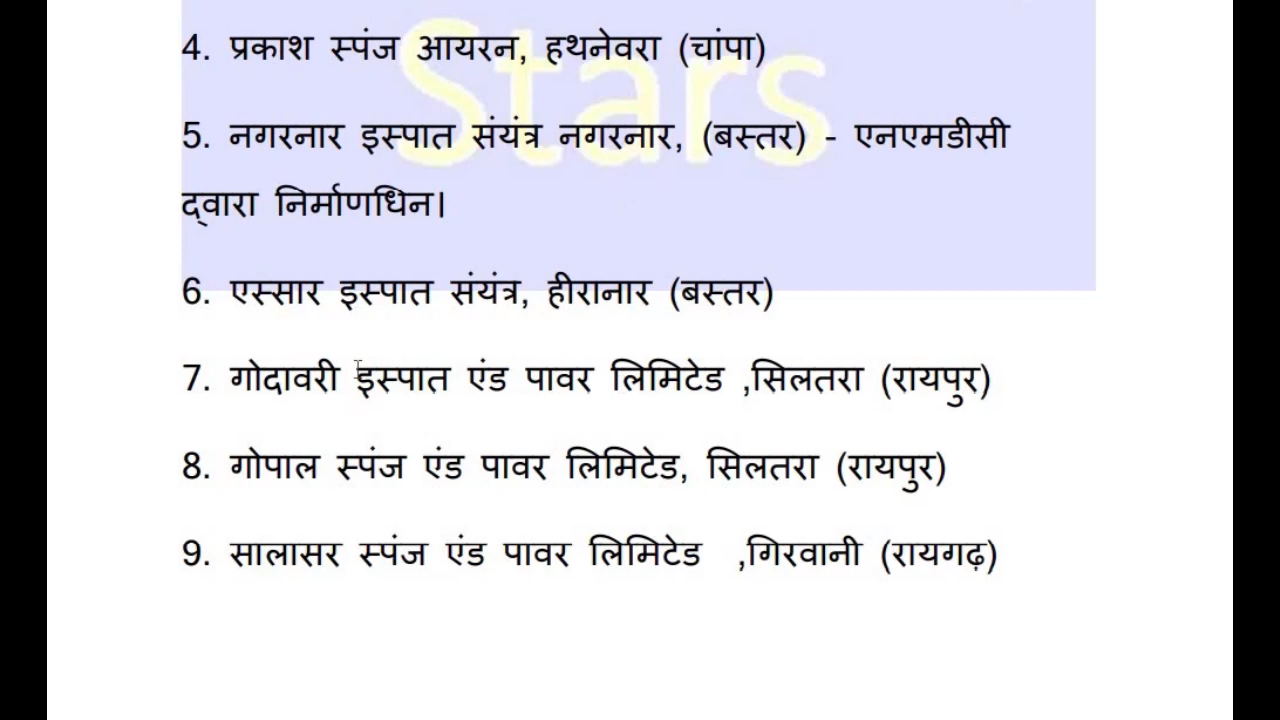 Stars
4. प्रकाश स्पंज आयरन, हथनेवरा (चांपा)
5. नगरनार इस्पात संयंत्र नगरनार, (बस्तर) - एनएमडीसी
द्वारा निर्माणधिन।
6. एस्सार इस्पात संयंत्र, हीरानार (बस्तर)
7. गोदावरी इस्पात एंड पावर लिमिटेड ,सिलतरा (रायपुर)
8. गोपाल स्पंज एंड पावर लिमिटेड, सिलतरा (रायपुर)
9. सालासर स्पंज एंड पावर लिमिटेड ,गिरवानी (रायगढ़)